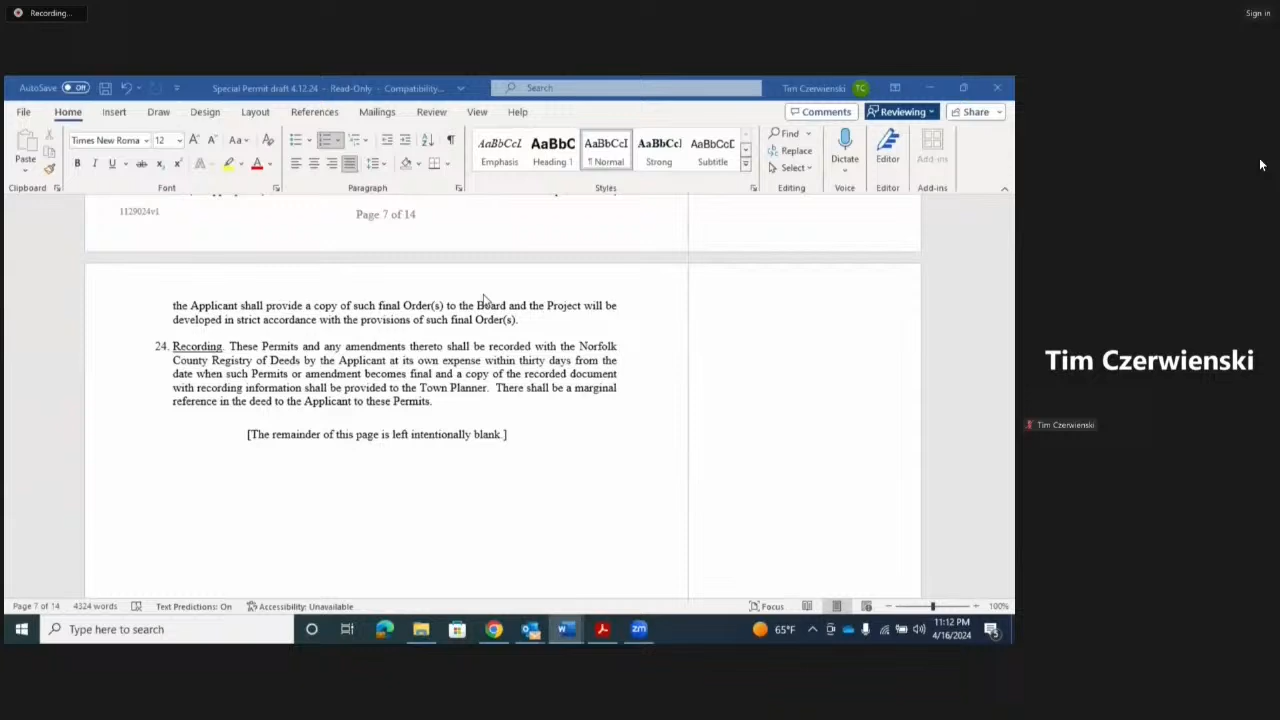 Recording...
Sign in
AutoSave Off
Special Permit draft 4.12.24 - Read-Only - Compatibility...
Search
Tim Czerwienski TC
File Home Insert Draw Design Layout References Mailings Review View Help
Comments Reviewing Share
Paste
Times New Roma 12
AaBbCcI AaBbC AaBbCcI AaBbCcI AaBbCcD
Emphasis Heading 1 ¶ Normal Strong Subtitle
Find
Replace
Select
Dictate
Editor
Add-ins
Clipboard Font Paragraph Styles Editing Voice Editor Add-ins
1129024v1
Page 7 of 14
the Applicant shall provide a copy of such final Order(s) to the Board and the Project will be
developed in strict accordance with the provisions of such final Order(s).
24. Recording. These Permits and any amendments thereto shall be recorded with the Norfolk
County Registry of Deeds by the Applicant at its own expense within thirty days from the
date when such Permits or amendment becomes final and a copy of the recorded document
with recording information shall be provided to the Town Planner. There shall be a marginal
reference in the deed to the Applicant to these Permits.
[The remainder of this page is left intentionally blank.]
Tim Czerwienski
Tim Czerwienski
Page 7 of 14 4324 words Text Predictions: On Accessibility: Unavailable
Focus
100%
Type here to search
zm
65°F
11:12 PM
4/16/2024
5